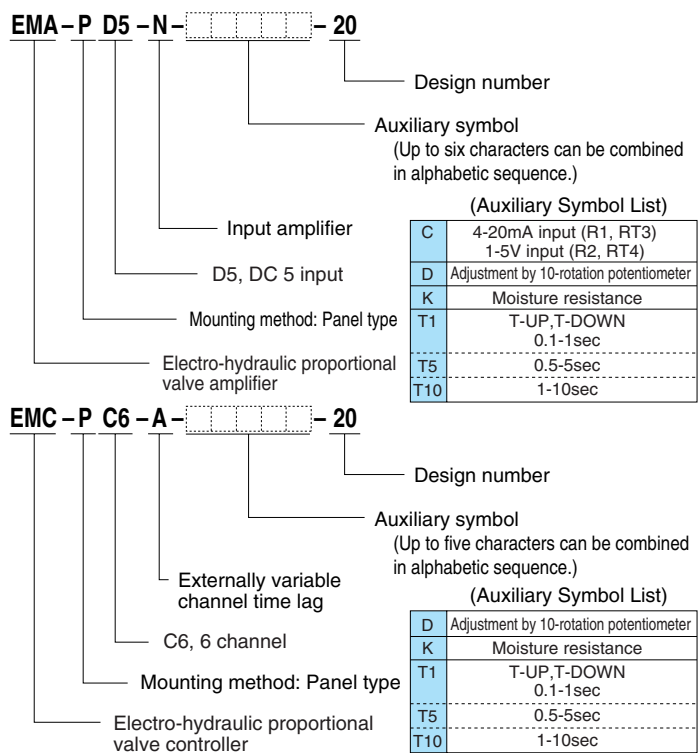 EMA – P D5 – N – – 20
Design number
Auxiliary symbol
(Up to six characters can be combined
in alphabetic sequence.)
(Auxiliary Symbol List)
Input amplifier
C 4-20mA input (R1, RT3)
1-5V input (R2, RT4)
D5, DC 5 input
D Adjustment by 10-rotation potentiometer
K Moisture resistance
Mounting method: Panel type
T1 T-UP,T-DOWN
0.1-1sec
Electro-hydraulic proportional
valve amplifier
T5 0.5-5sec
T10 1-10sec
EMC – P C6 – A – – 20
Design number
Auxiliary symbol
(Up to five characters can be combined
in alphabetic sequence.)
Externally variable
channel time lag
(Auxiliary Symbol List)
C6, 6 channel
D Adjustment by 10-rotation potentiometer
K Moisture resistance
Mounting method: Panel type
T1 T-UP,T-DOWN
0.1-1sec
Electro-hydraulic proportional
valve controller
T5 0.5-5sec
T10 1-10sec